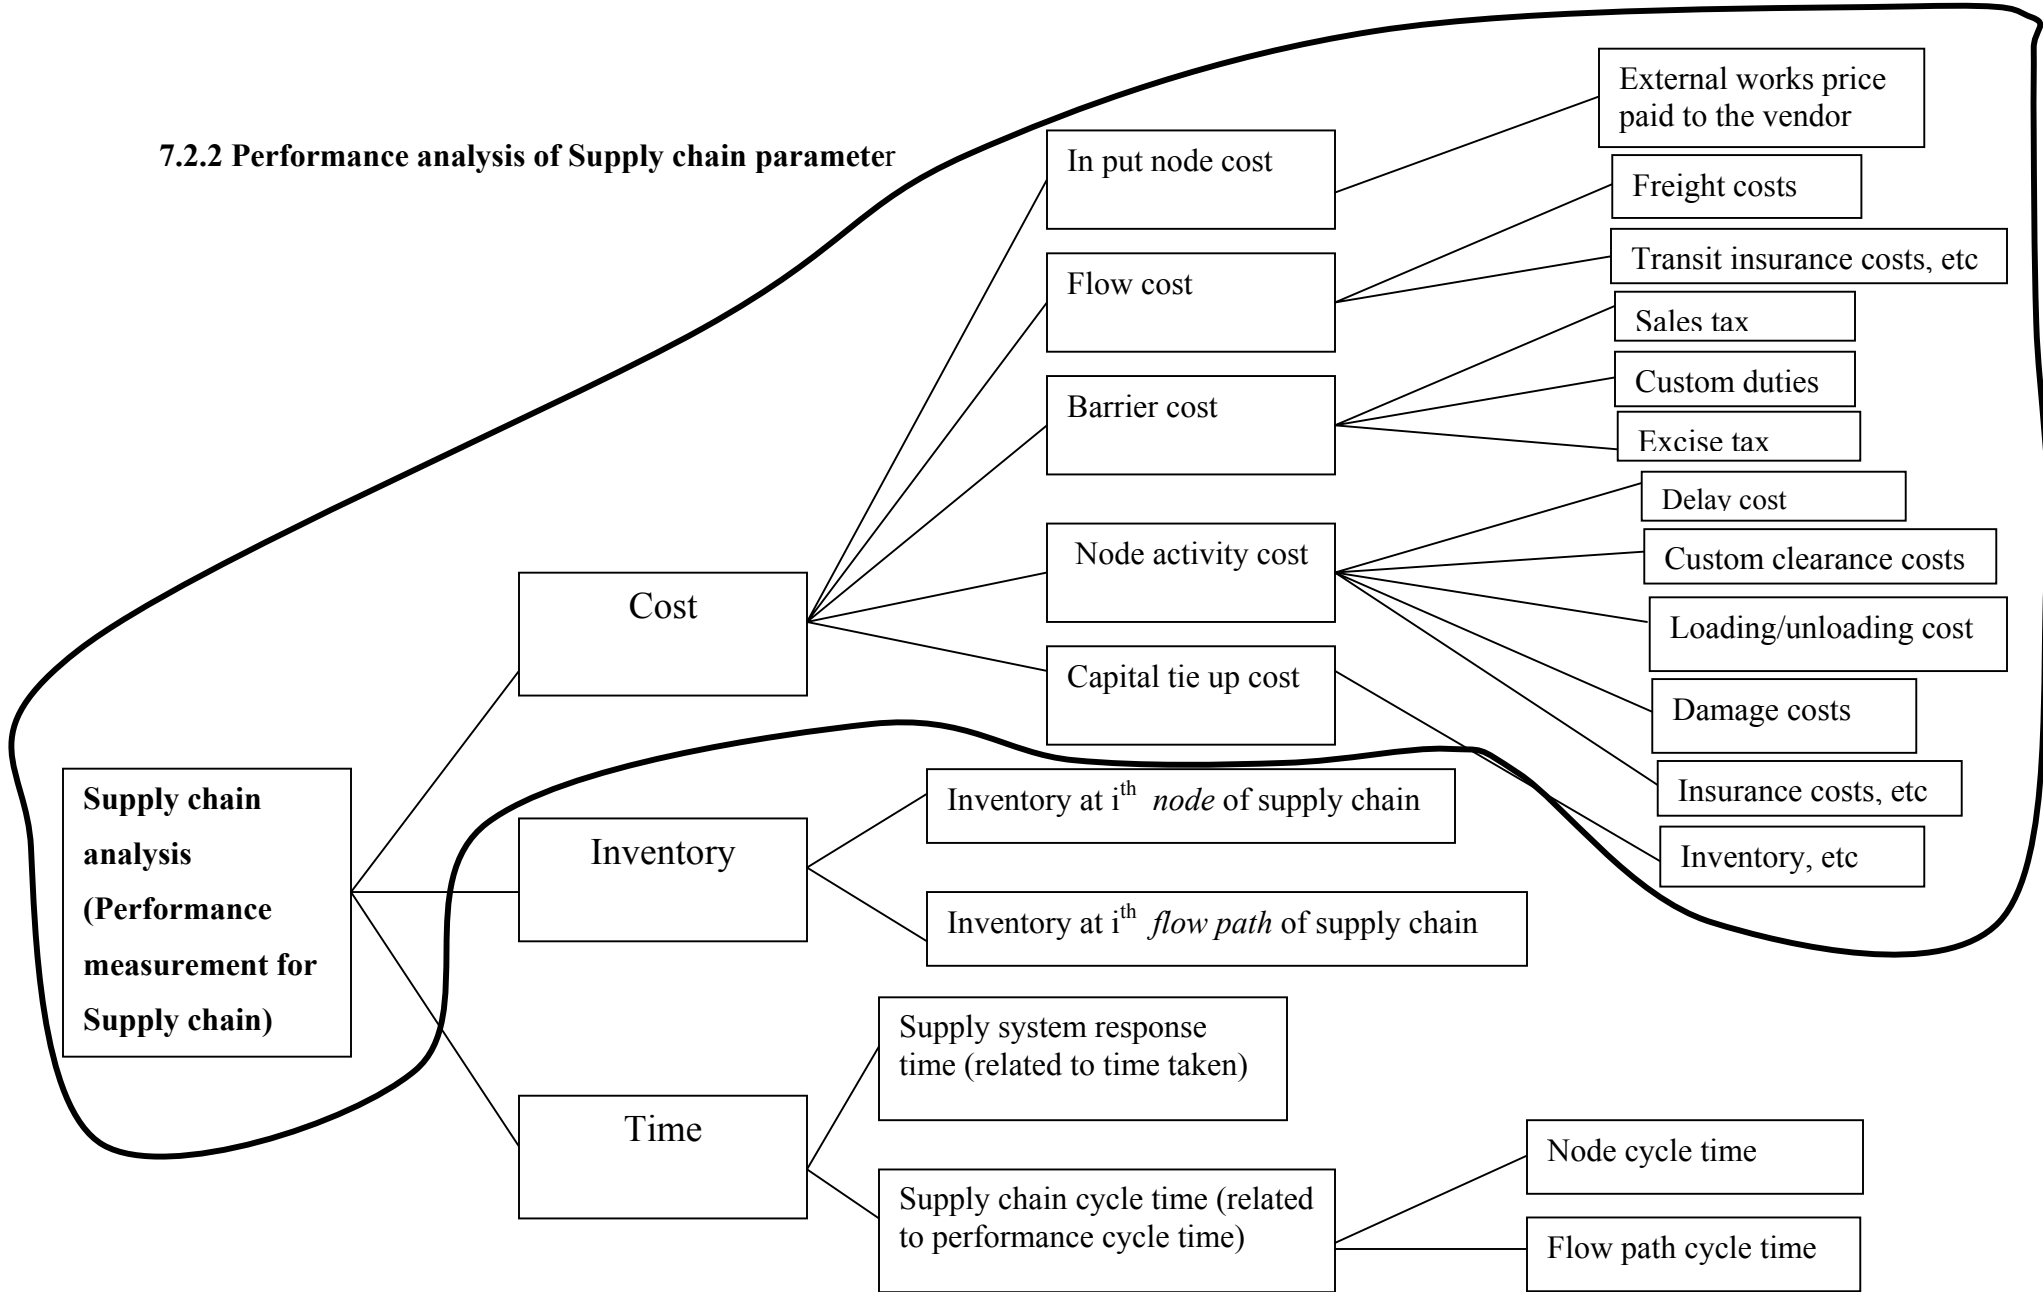 7.2.2 Performance analysis of Supply chain parameter
External works price
paid to the vendor
In put node cost
Freight costs
Flow cost
Transit insurance costs, etc
Sales tax
Barrier cost
Custom duties
Excise tax
Delay cost
Node activity cost
Custom clearance costs
Cost
Loading/unloading cost
Capital tie up cost
Damage costs
Insurance costs, etc
Inventory, etc
Supply chain
analysis
(Performance
measurement for
Supply chain)
Inventory
Inventory at i^th node of supply chain
Inventory at i^th flow path of supply chain
Time
Supply system response
time (related to time taken)
Supply chain cycle time (related
to performance cycle time)
Node cycle time
Flow path cycle time